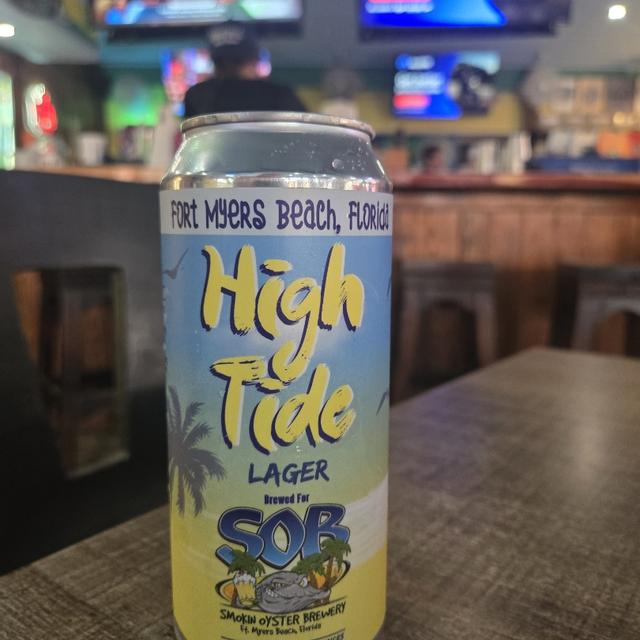 Fort Myers Beach, Florida
High
Tide
LAGER
Brewed For
SOB
SMOKIN OYSTER BREWERY
Ft. Myers Beach, Florida